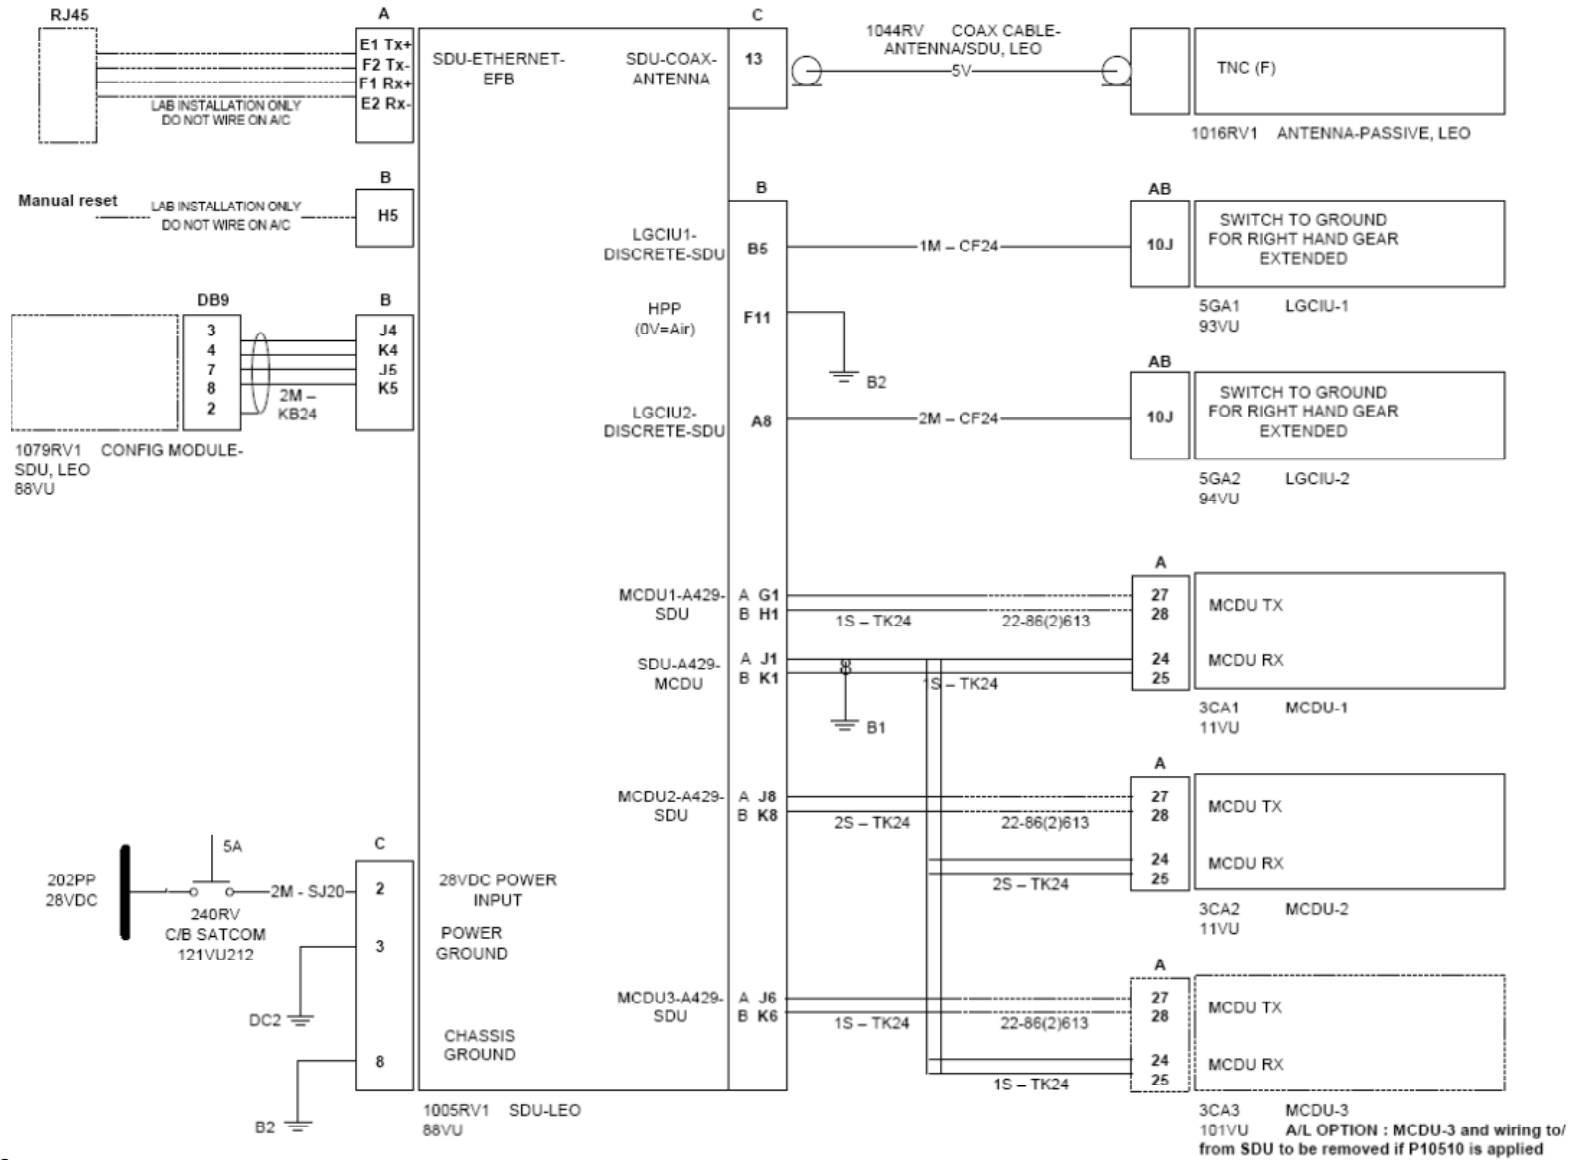 RJ45
A
E1 Tx+
F2 Tx-
F1 Rx+
E2 Rx-
LAB INSTALLATION ONLY
DO NOT WIRE ON A/C
SDU-ETHERNET-
EFB
SDU-COAX-
ANTENNA
C
13
1044RV COAX CABLE-
ANTENNA/SDU, LEO
5V
TNC (F)
1016RV1 ANTENNA-PASSIVE, LEO
Manual reset
LAB INSTALLATION ONLY
DO NOT WIRE ON A/C
B
H5
B
LGCIU1-
DISCRETE-SDU
B5
1M – CF24
AB
10J
SWITCH TO GROUND
FOR RIGHT HAND GEAR
EXTENDED
5GA1 LGCIU-1
93VU
HPP
(0V=Air)
F11
B2
DB9
3
4
7
8
2
2M –
KB24
B
J4
K4
J5
K5
1079RV1 CONFIG MODULE-
SDU, LEO
88VU
LGCIU2-
DISCRETE-SDU
A8
2M – CF24
AB
10J
SWITCH TO GROUND
FOR RIGHT HAND GEAR
EXTENDED
5GA2 LGCIU-2
94VU
MCDU1-A429-
SDU
A G1
B H1
1S – TK24
22-86(2)613
A
27
28
MCDU TX
SDU-A429-
MCDU
A J1
B K1
1S – TK24
B1
24
25
MCDU RX
3CA1 MCDU-1
11VU
MCDU2-A429-
SDU
A J8
B K8
2S – TK24
22-86(2)613
A
27
28
MCDU TX
2S – TK24
24
25
MCDU RX
3CA2 MCDU-2
11VU
202PP
28VDC
5A
240RV
C/B SATCOM
121VU212
2M - SJ20
C
2
28VDC POWER
INPUT
3
POWER
GROUND
DC2
8
CHASSIS
GROUND
B2
MCDU3-A429-
SDU
A J6
B K6
1S – TK24
22-86(2)613
A
27
28
MCDU TX
1S – TK24
24
25
MCDU RX
1005RV1 SDU-LEO
88VU
3CA3 MCDU-3
101VU A/L OPTION : MCDU-3 and wiring to/
from SDU to be removed if P10510 is applied